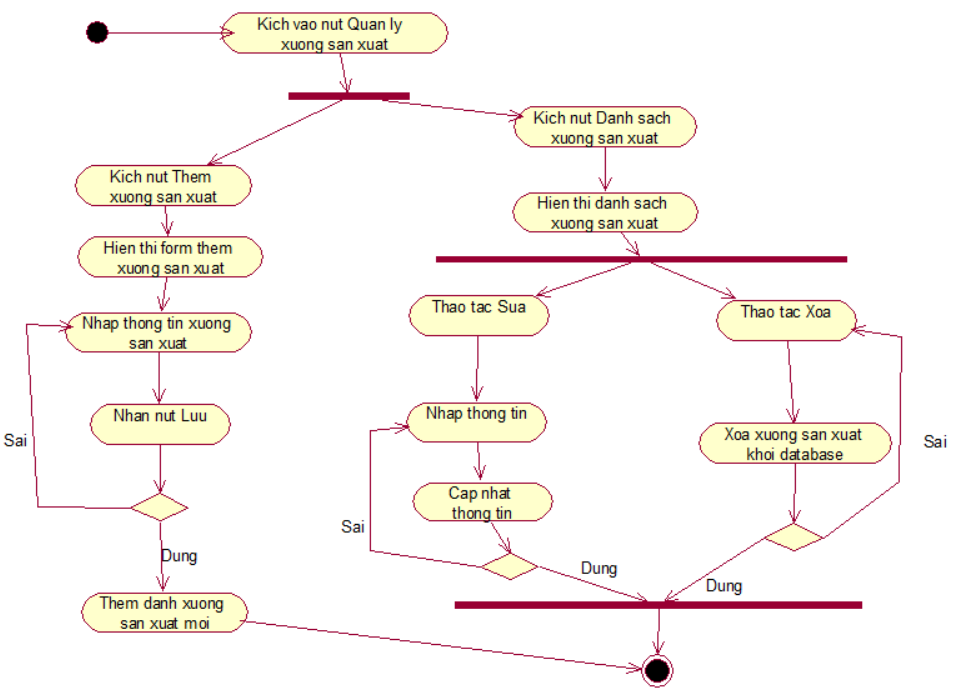 Kich vao nut Quan ly
xuong san xuat
Kich nut Danh sach
xuong san xuat
Kich nut Them
xuong san xuat
Hien thi danh sach
xuong san xuat
Hien thi form them
xuong san xuat
Thao tac Sua
Thao tac Xoa
Nhap thong tin xuong
san xuat
Nhan nut Luu
Nhap thong tin
Xoa xuong san xuat
khoi database
Sai
Sai
Cap nhat
thong tin
Sai
Dung
Dung
Dung
Them danh xuong
san xuat moi